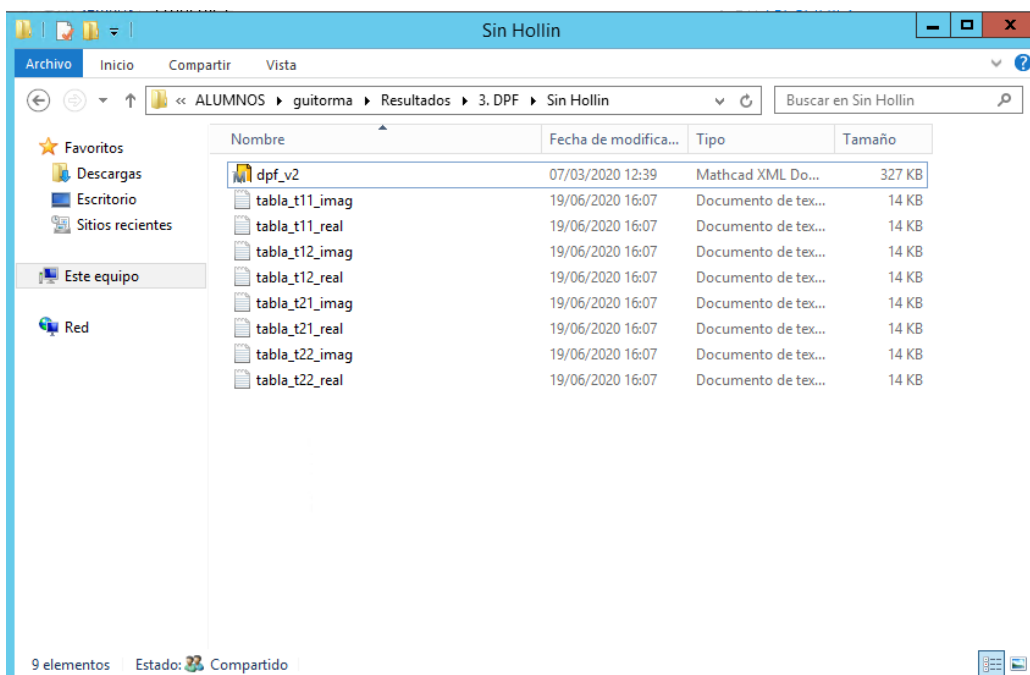 Sin Hollin
Archivo Inicio Compartir Vista
« ALUMNOS guitorma Resultados 3. DPF Sin Hollin Buscar en Sin Hollin
Favoritos
Descargas
Escritorio
Sitios recientes
Este equipo
Red
Nombre Fecha de modifica... Tipo Tamaño
dpf_v2 07/03/2020 12:39 Mathcad XML Do... 327 KB
tabla_t11_imag 19/06/2020 16:07 Documento de tex... 14 KB
tabla_t11_real 19/06/2020 16:07 Documento de tex... 14 KB
tabla_t12_imag 19/06/2020 16:07 Documento de tex... 14 KB
tabla_t12_real 19/06/2020 16:07 Documento de tex... 14 KB
tabla_t21_imag 19/06/2020 16:07 Documento de tex... 14 KB
tabla_t21_real 19/06/2020 16:07 Documento de tex... 14 KB
tabla_t22_imag 19/06/2020 16:07 Documento de tex... 14 KB
tabla_t22_real 19/06/2020 16:07 Documento de tex... 14 KB
9 elementos Estado: Compartido